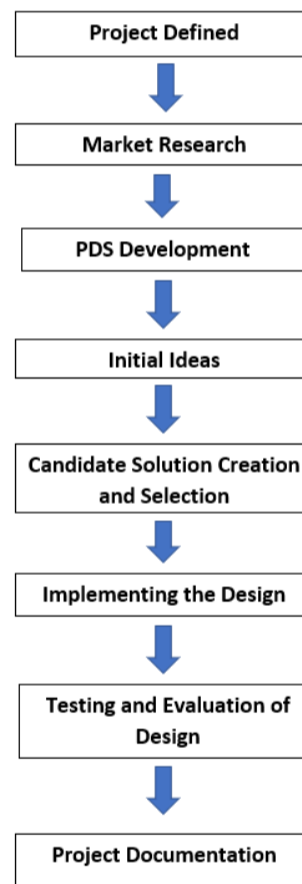 Project Defined
Market Research
PDS Development
Initial Ideas
Candidate Solution Creation
and Selection
Implementing the Design
Testing and Evaluation of
Design
Project Documentation